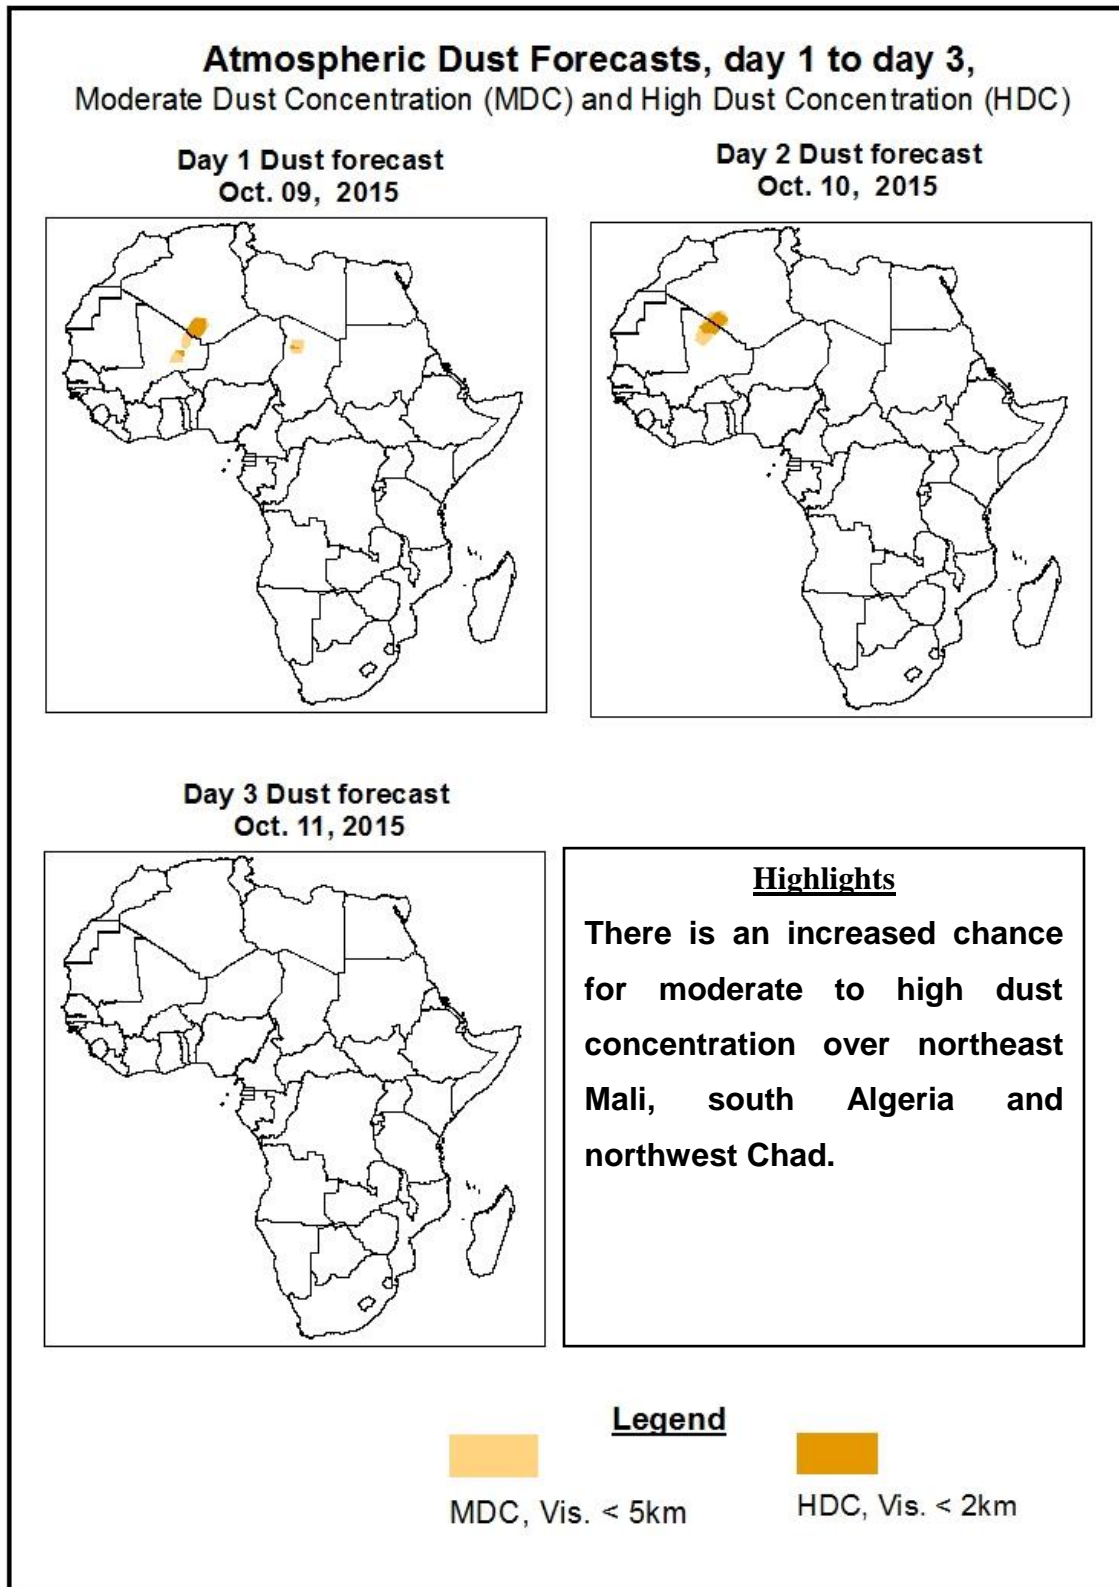 Atmospheric Dust Forecasts, day 1 to day 3,
Moderate Dust Concentration (MDC) and High Dust Concentration (HDC)
Day 1 Dust forecast
Oct. 09, 2015
Day 2 Dust forecast
Oct. 10, 2015
Day 3 Dust forecast
Oct. 11, 2015
Highlights
There is an increased chance
for moderate to high dust
concentration over northeast
Mali, south Algeria and
northwest Chad.
Legend
MDC, Vis. < 5km
HDC, Vis. < 2km